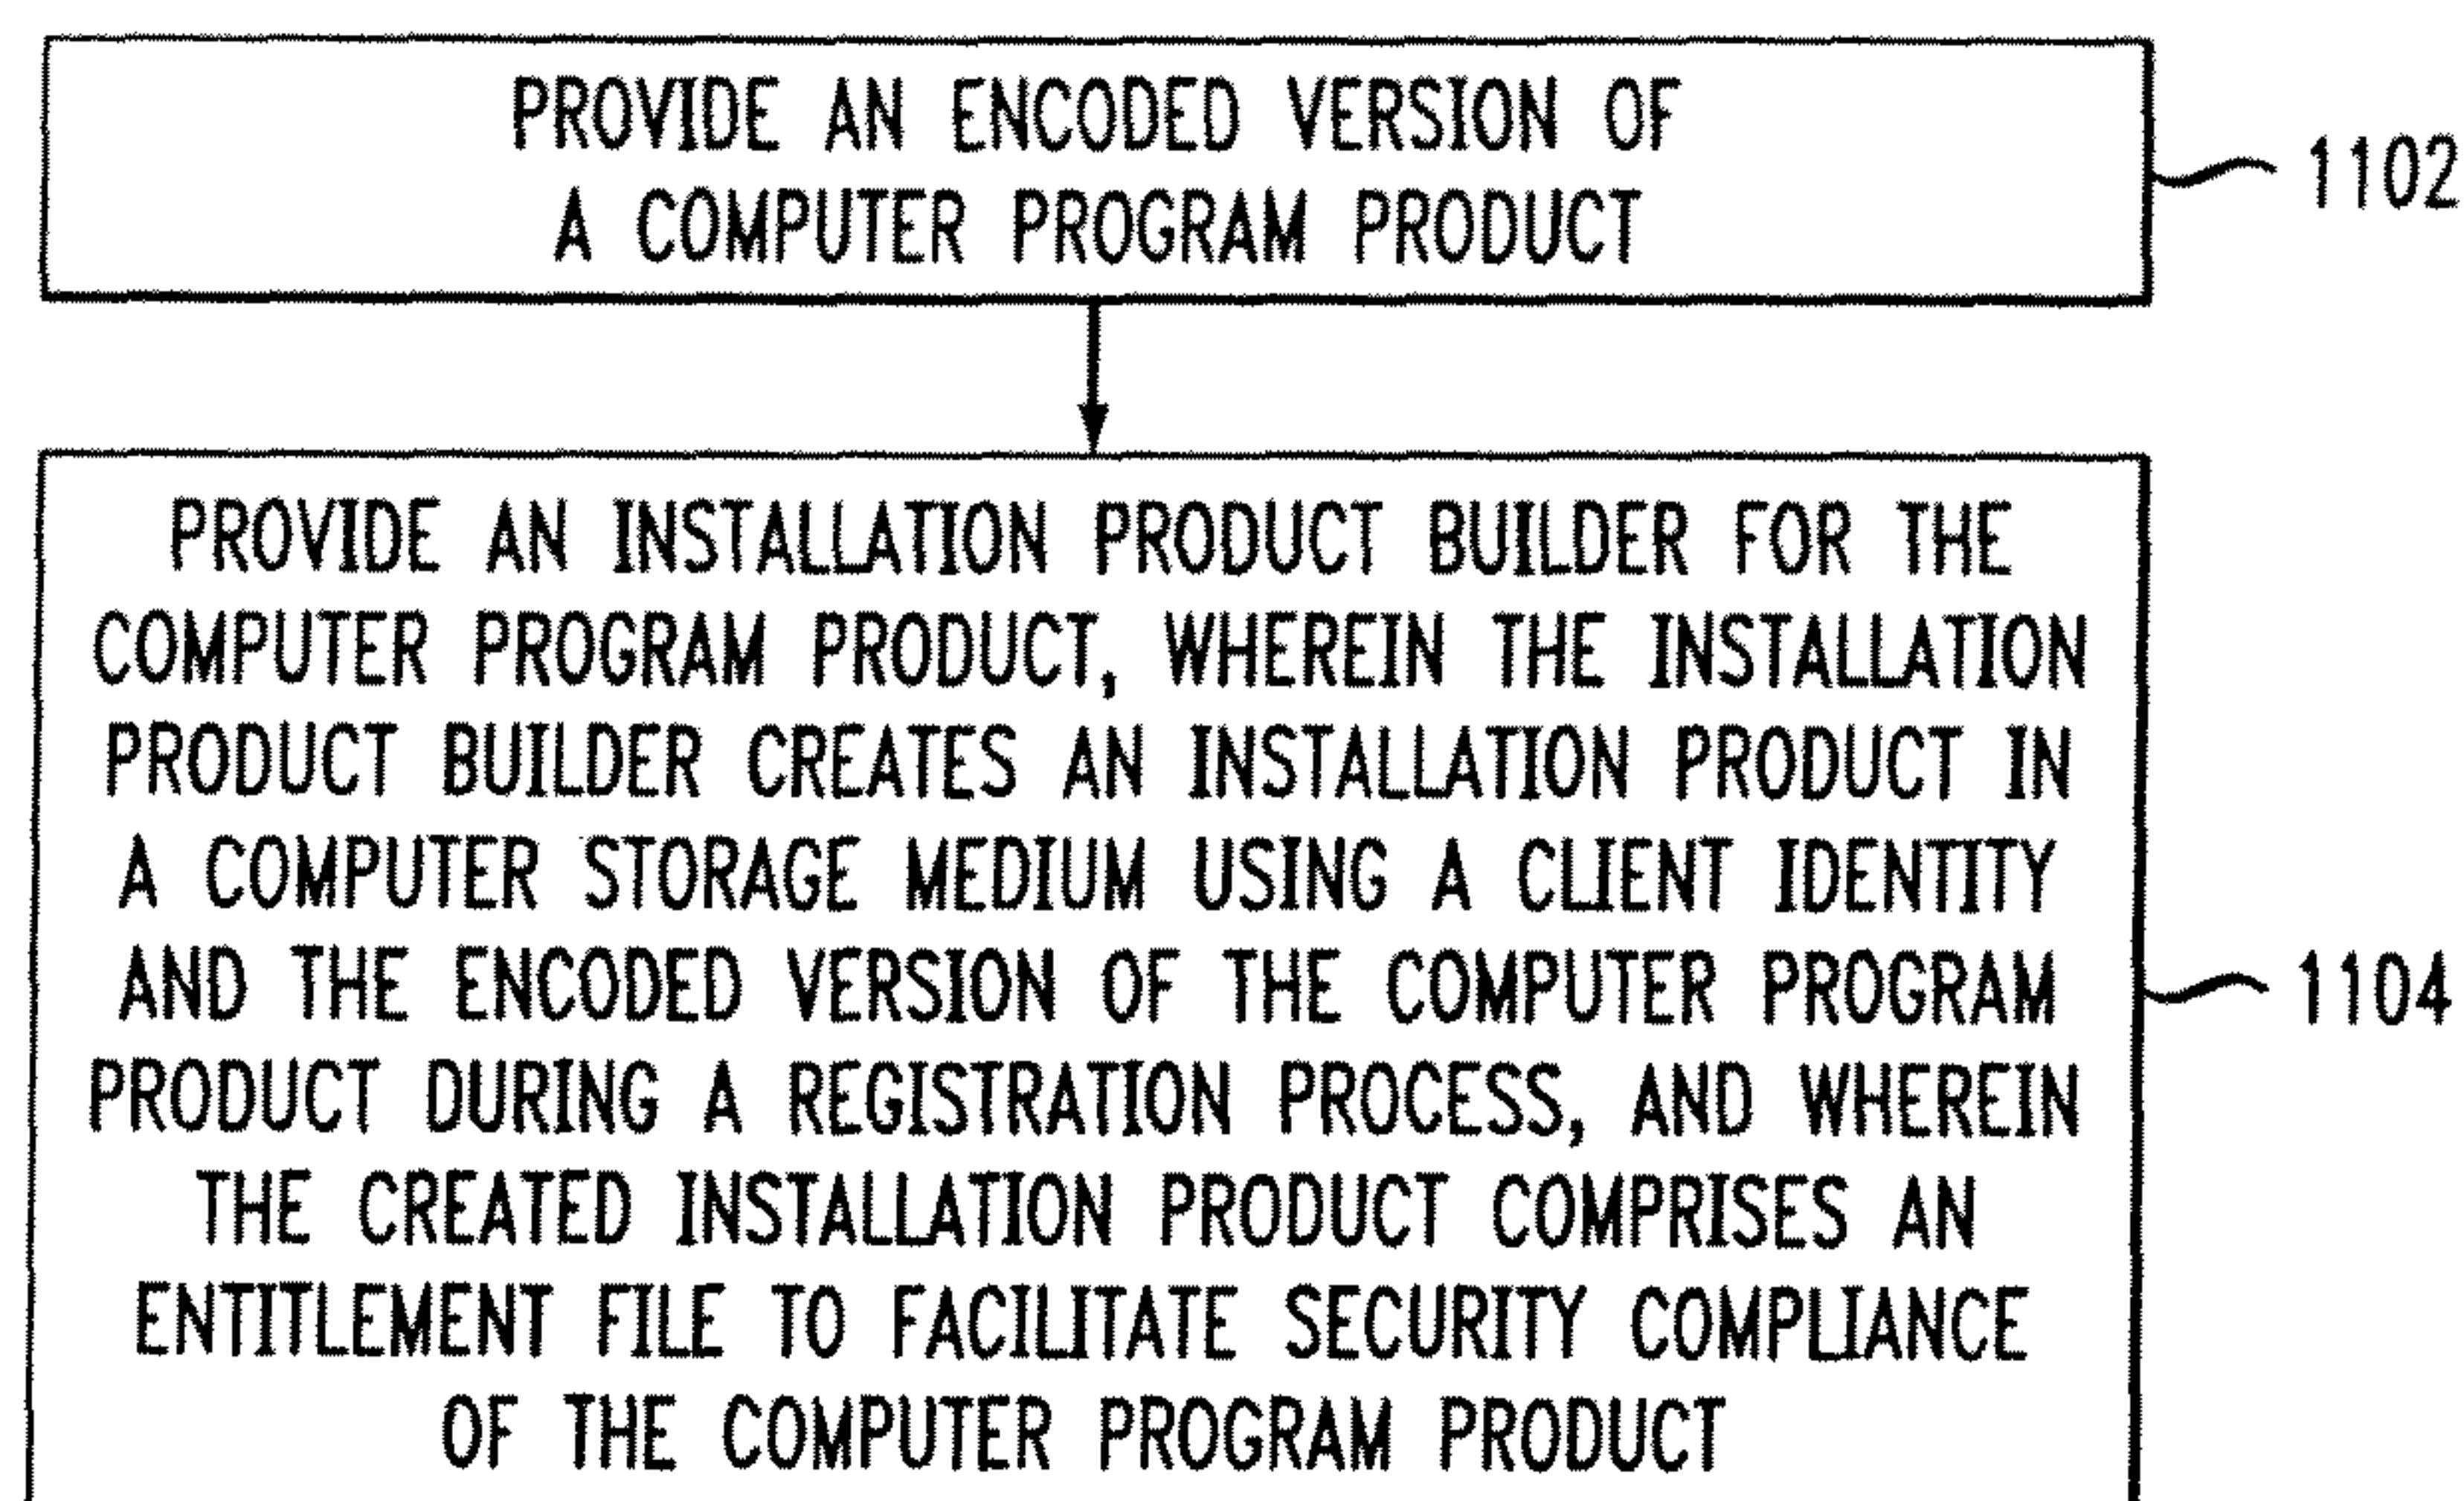 PROVIDE AN ENCODED VERSION OF
A COMPUTER PROGRAM PRODUCT
1102
PROVIDE AN INSTALLATION PRODUCT BUILDER FOR THE
COMPUTER PROGRAM PRODUCT, WHEREIN THE INSTALLATION
PRODUCT BUILDER CREATES AN INSTALLATION PRODUCT IN
A COMPUTER STORAGE MEDIUM USING A CLIENT IDENTITY
AND THE ENCODED VERSION OF THE COMPUTER PROGRAM
PRODUCT DURING A REGISTRATION PROCESS, AND WHEREIN
THE CREATED INSTALLATION PRODUCT COMPRISES AN
ENTITLEMENT FILE TO FACILITATE SECURITY COMPLIANCE
OF THE COMPUTER PROGRAM PRODUCT
1104